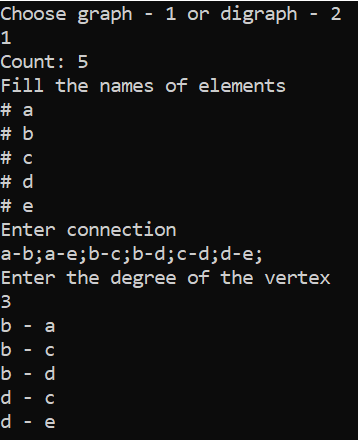 Choose graph - 1 or digraph - 2
1
Count: 5
Fill the names of elements
# a
# b
# c
# d
# e
Enter connection
a-b;a-e;b-c;b-d;c-d;d-e;
Enter the degree of the vertex
3
b - a
b - c
b - d
d - c
d - e